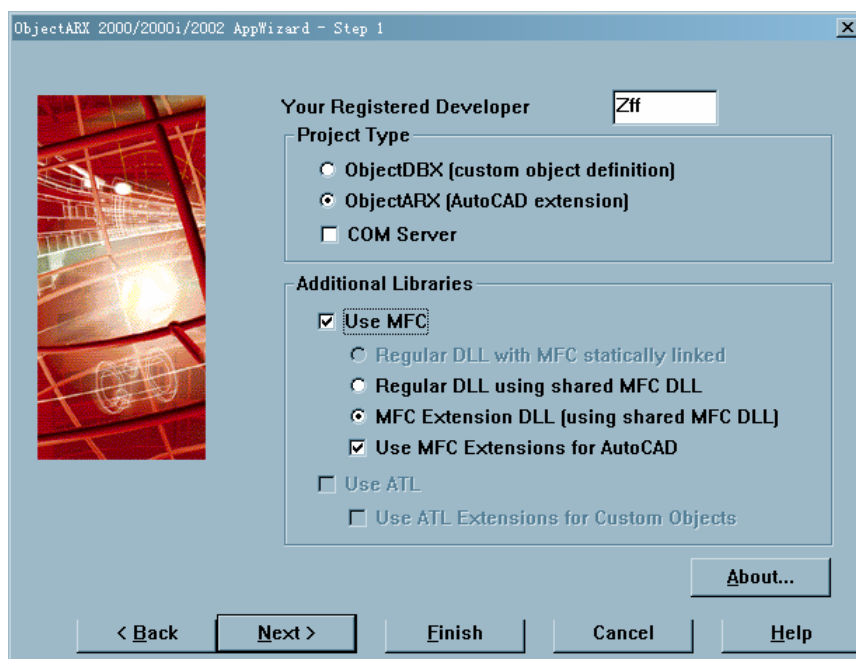 ObjectARX 2000/2000i/2002 AppWizard - Step 1
Your Registered Developer Zff
Project Type
ObjectDBX (custom object definition)
ObjectARX (AutoCAD extension)
COM Server
Additional Libraries
Use MFC
Regular DLL with MFC statically linked
Regular DLL using shared MFC DLL
MFC Extension DLL (using shared MFC DLL)
Use MFC Extensions for AutoCAD
Use ATL
Use ATL Extensions for Custom Objects
About...
< Back Next > Finish Cancel Help